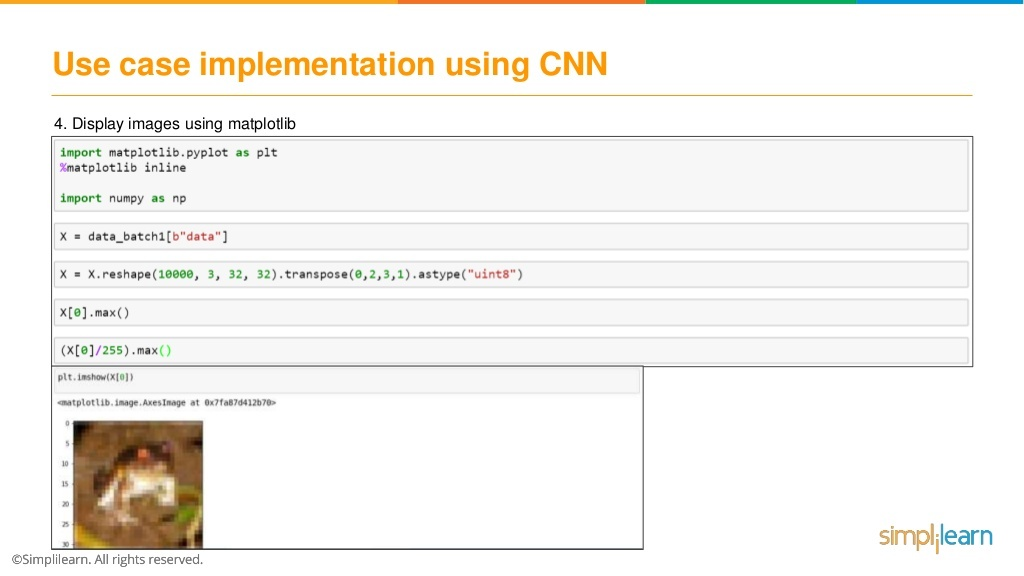 Use case implementation using CNN
4. Display images using matplotlib
import matplotlib.pyplot as plt
%matplotlib inline
import numpy as np
X = data_batch1[b"data"]
X = X.reshape(10000, 3, 32, 32).transpose(0,2,3,1).astype("uint8")
X[0].max()
(X[0]/255).max()
plt.imshow(X[0])
<matplotlib.image.AxesImage at 0x7fa87d412b70>
0
5
10
15
20
25
30
simplilearn
©Simplilearn. All rights reserved.